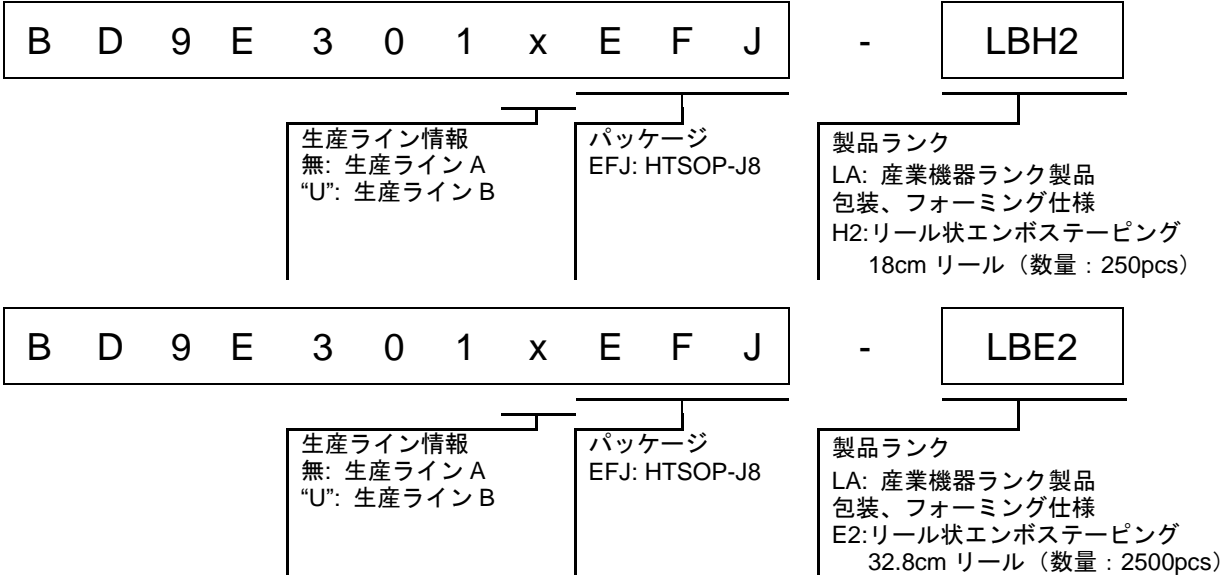 B D 9 E 3 0 1 x E F J - LBH2
生産ライン情報
無: 生産ライン A
“U”: 生産ライン B
パッケージ
EFJ: HTSOP-J8
製品ランク
LA: 産業機器ランク製品
包装、フォーミング仕様
H2:リール状エンボステーピング
18cm リール（数量：250pcs）
B D 9 E 3 0 1 x E F J - LBE2
生産ライン情報
無: 生産ライン A
“U”: 生産ライン B
パッケージ
EFJ: HTSOP-J8
製品ランク
LA: 産業機器ランク製品
包装、フォーミング仕様
E2:リール状エンボステーピング
32.8cm リール（数量：2500pcs）